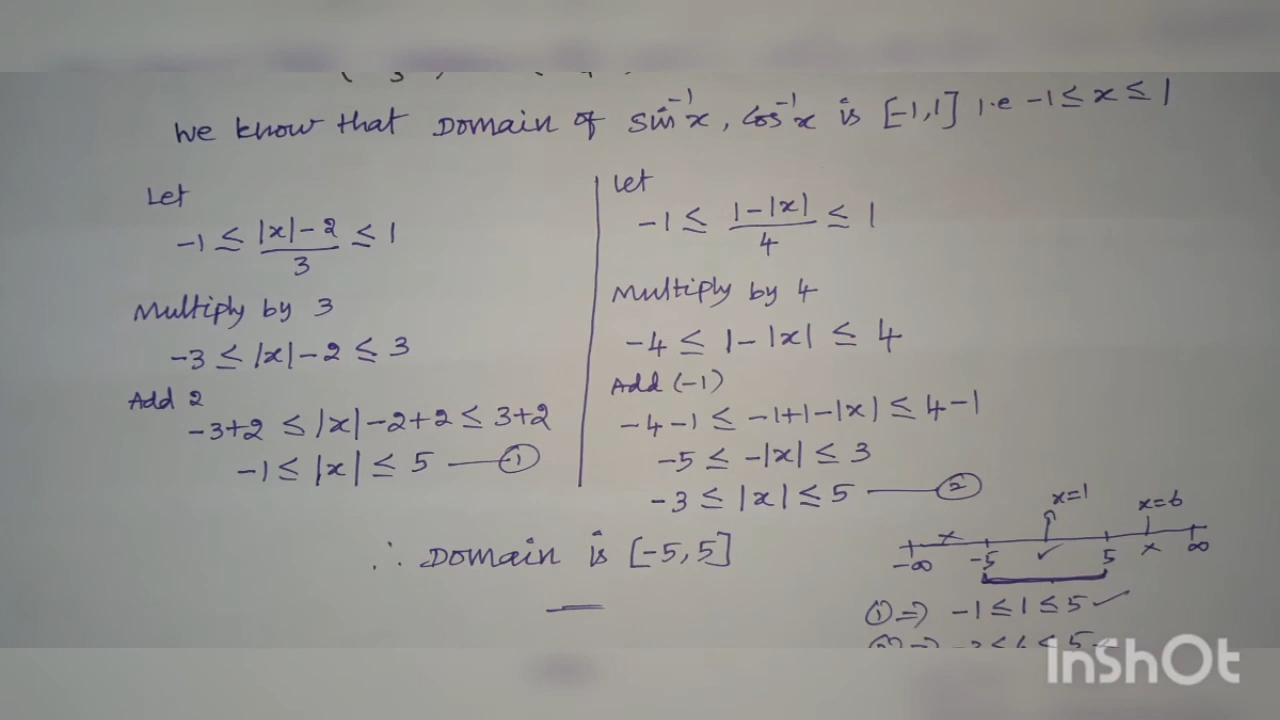 We know that Domain of sin⁻¹x, cos⁻¹x is [-1,1] i.e -1 ≤ x ≤ 1
Let
-1 ≤ (|x| - 2)/3 ≤ 1
Multiply by 3
-3 ≤ |x| - 2 ≤ 3
Add 2
-3+2 ≤ |x| - 2 + 2 ≤ 3+2
-1 ≤ |x| ≤ 5 —— ①
Let
-1 ≤ (1 - |x|)/4 ≤ 1
Multiply by 4
-4 ≤ 1 - |x| ≤ 4
Add (-1)
-4-1 ≤ -1+1-|x| ≤ 4-1
-5 ≤ -|x| ≤ 3
-3 ≤ |x| ≤ 5 —— ②
∴ Domain is [-5, 5]
x=1 x=6
× ✓ ×
-∞ -5 5 ∞
① ⇒ -1 ≤ 1 ≤ 5 ✓
InShOt